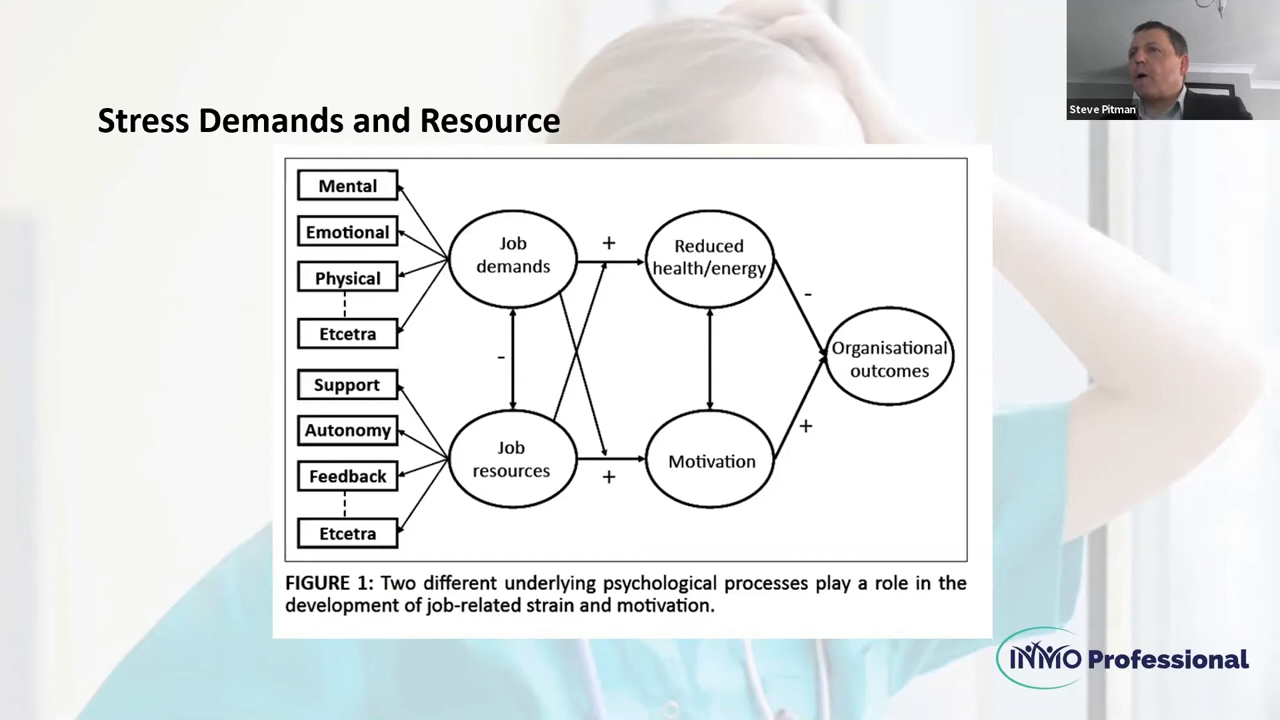 Steve Pitman
Stress Demands and Resource
Mental
Emotional
Physical
Etcetra
Support
Autonomy
Feedback
Etcetra
Job
demands
Job
resources
+
-
+
Reduced
health/energy
Motivation
-
+
Organisational
outcomes
FIGURE 1: Two different underlying psychological processes play a role in the
development of job-related strain and motivation.
INMO Professional